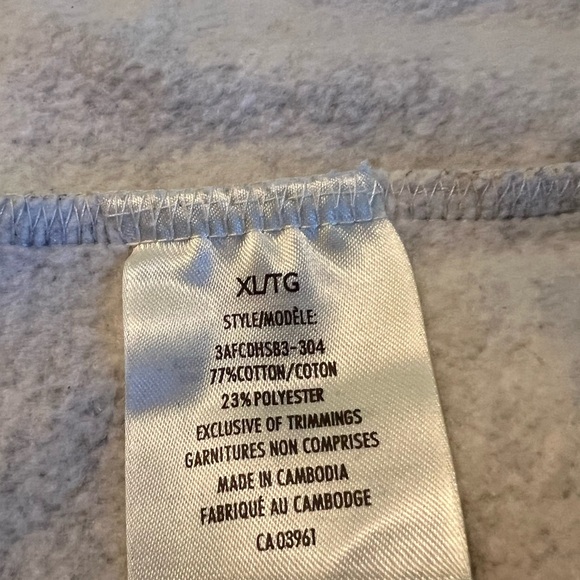 XL/TG
STYLE/MODÈLE:
3AFCDHSB3-304
77%COTTON/COTON
23% POLYESTER
EXCLUSIVE OF TRIMMINGS
GARNITURES NON COMPRISES
MADE IN CAMBODIA
FABRIQUÉ AU CAMBODGE
CA 03961